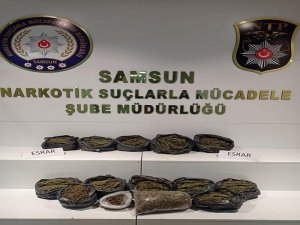 SAMSUN
NARKOTİK SUÇLARLA MÜCADELE
ŞUBE MÜDÜRLÜĞÜ
ESRAR
ESRAR